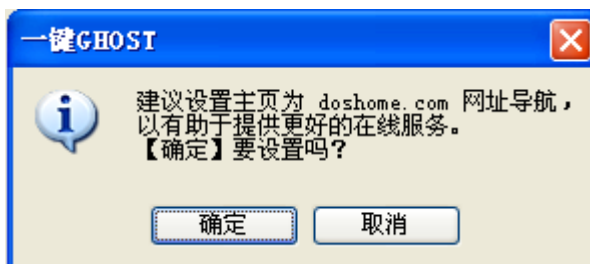 一键GHOST
建议设置主页为 doshome.com 网址导航，
以有助于提供更好的在线服务。
【确定】要设置吗？
确定
取消